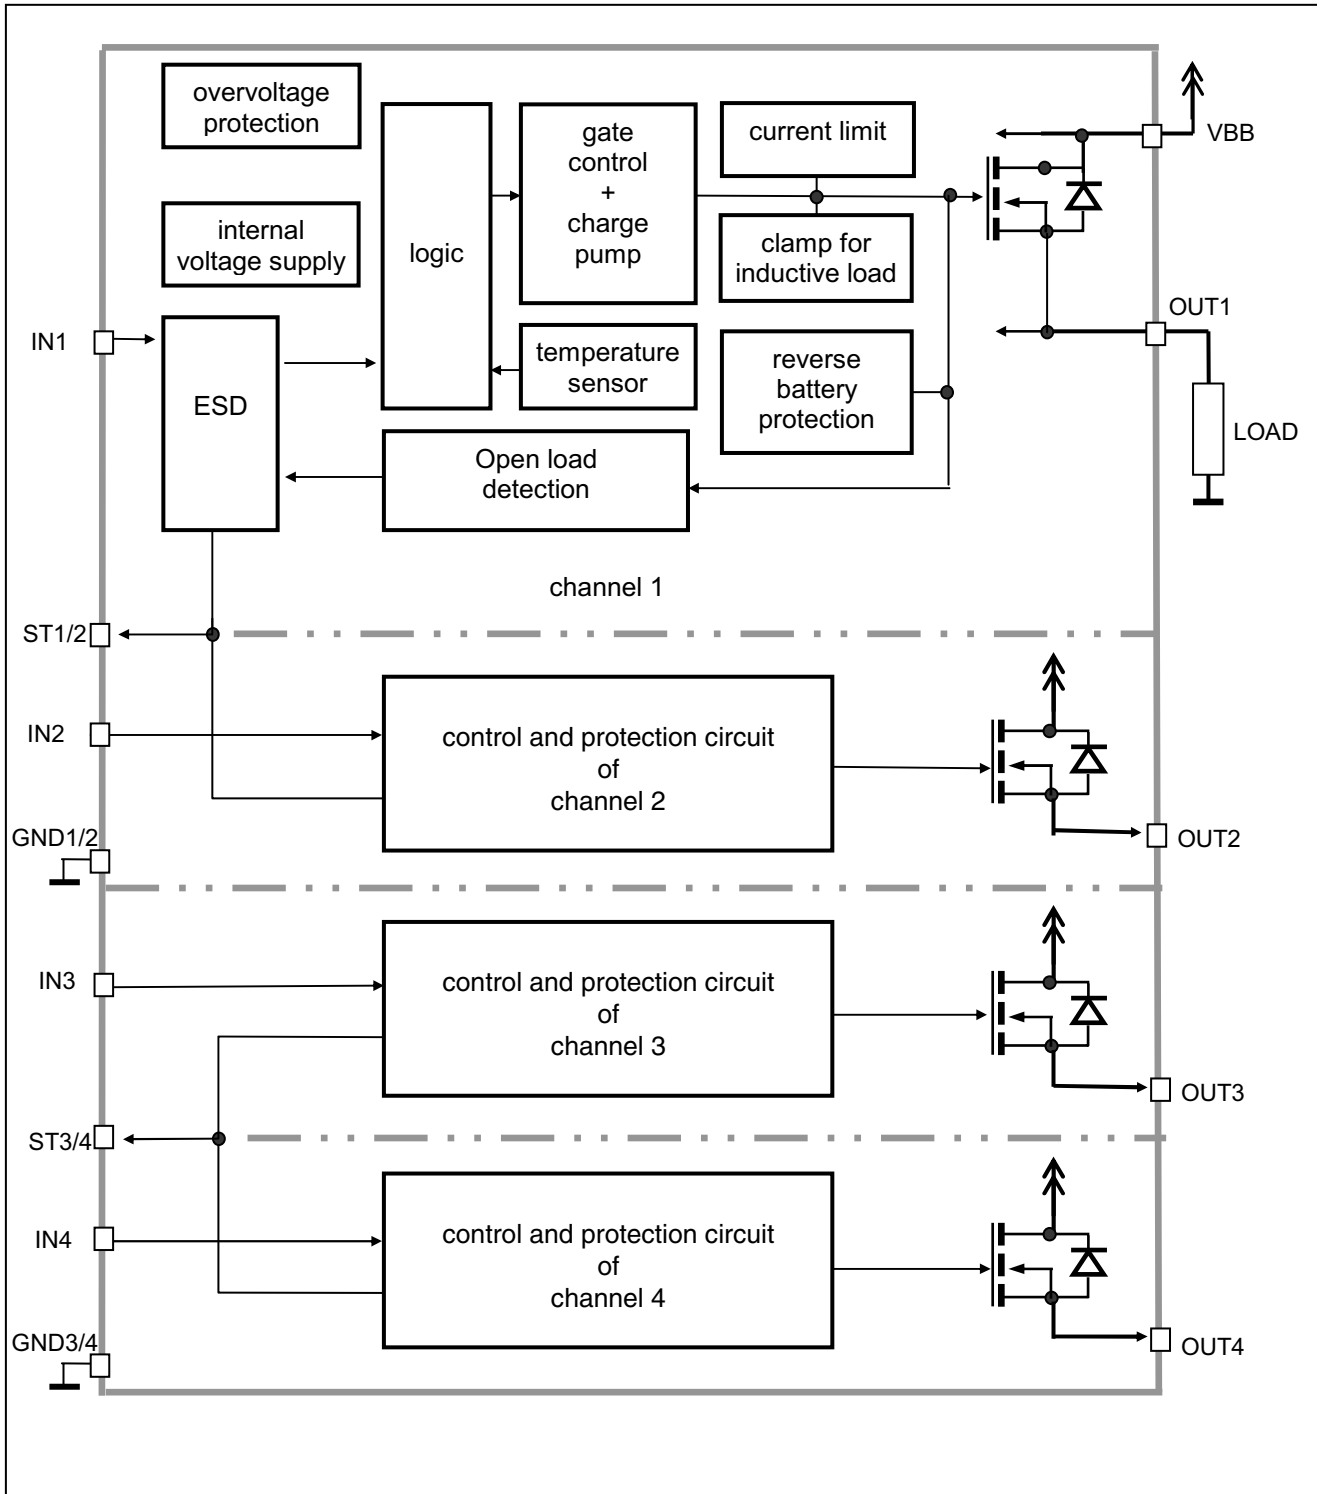 overvoltage
protection
internal
voltage supply
logic
gate
control
+
charge
pump
current limit
clamp for
inductive load
VBB
OUT1
IN1
ESD
temperature
sensor
reverse
battery
protection
LOAD
Open load
detection
channel 1
ST1/2
IN2
control and protection circuit
of
channel 2
GND1/2
OUT2
IN3
control and protection circuit
of
channel 3
OUT3
ST3/4
IN4
control and protection circuit
of
channel 4
GND3/4
OUT4